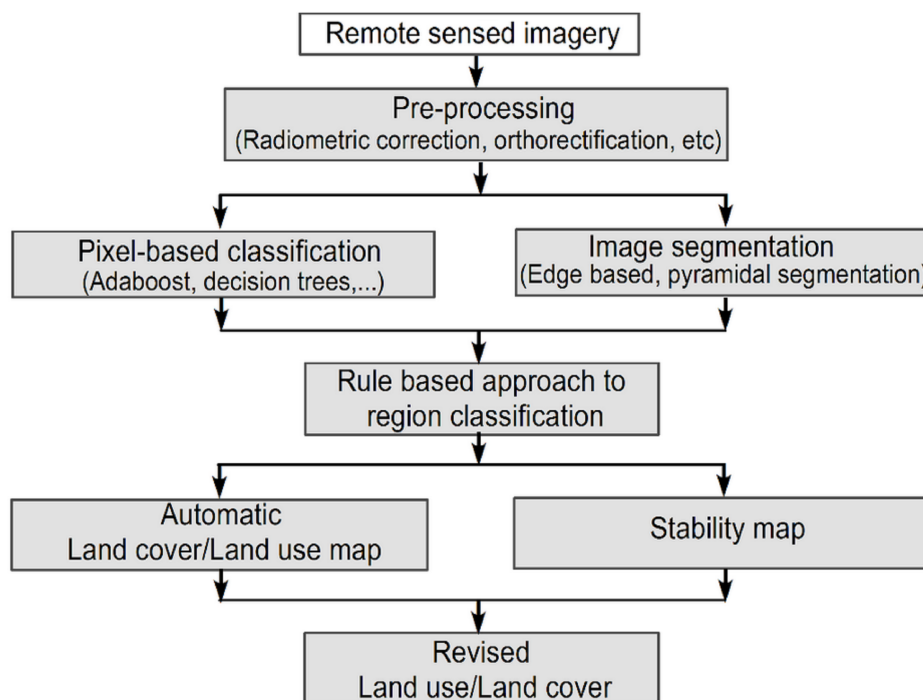 Remote sensed imagery
Pre-processing
(Radiometric correction, orthorectification, etc)
Pixel-based classification
(Adaboost, decision trees,...)
Image segmentation
(Edge based, pyramidal segmentation)
Rule based approach to
region classification
Automatic
Land cover/Land use map
Stability map
Revised
Land use/Land cover